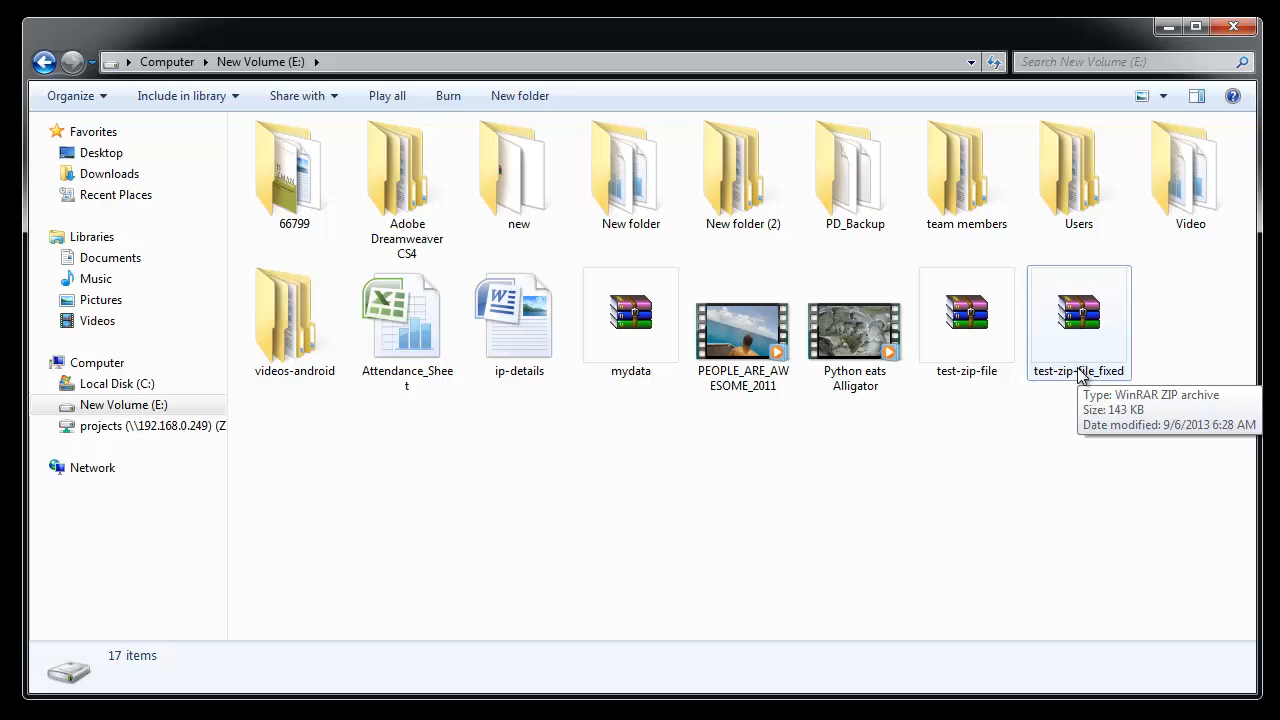 Computer
New Volume (E:)
Search New Volume (E:)
Organize
Include in library
Share with
Play all
Burn
New folder
Favorites
Desktop
Downloads
Recent Places
Libraries
Documents
Music
Pictures
Videos
Computer
Local Disk (C:)
New Volume (E:)
projects (\\192.168.0.249) (Z
Network
66799
Adobe
Dreamweaver
CS4
new
New folder
New folder (2)
PD_Backup
team members
Users
Video
videos-android
Attendance_Shee
t
ip-details
mydata
PEOPLE_ARE_AW
ESOME_2011
Python eats
Alligator
test-zip-file
test-zip-file_fixed
Type: WinRAR ZIP archive
Size: 143 KB
Date modified: 9/6/2013 6:28 AM
17 items